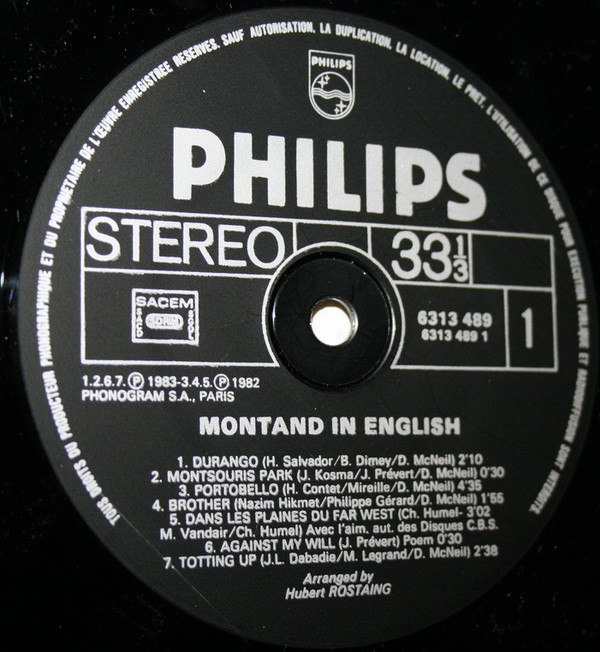 TOUS DROITS DU PRODUCTEUR PHONOGRAPHIQUE ET DU PROPRIETAIRE DE L'ŒUVRE ENREGISTREE RESERVES. SAUF AUTORISATION, LA DUPLICATION, LA LOCATION, LE PRET, L'UTILISATION DE CE DISQUE POUR EXECUTION PUBLIQUE ET RADIODIFFUSION SONT INTERDITS.
PHILIPS
PHILIPS
STEREO 33 1/3
SACEM
SACD SDRM SGDL
6313 489
6313 489 1
1
1.2.6.7. Ⓟ 1983-3.4.5. Ⓟ 1982
PHONOGRAM S.A., PARIS
MONTAND IN ENGLISH
1. DURANGO (H. Salvador/B. Dimey/D. McNeil) 2'10
2. MONTSOURIS PARK (J. Kosma/J. Prévert/D. McNeil) 0'30
3. PORTOBELLO (H. Contet/Mireille/D. McNeil) 4'35
4. BROTHER (Nazim Hikmet/Philippe Gérard/D. McNeil) 1'55
5. DANS LES PLAINES DU FAR WEST (Ch. Humel- 3'02
M. Vandair/Ch. Humel) Avec l'aim. aut. des Disques C.B.S.
6. AGAINST MY WILL (J. Prévert) Poem 0'30
7. TOTTING UP (J.L. Dabadie/M. Legrand/D. McNeil) 2'38
Arranged by
Hubert ROSTAING